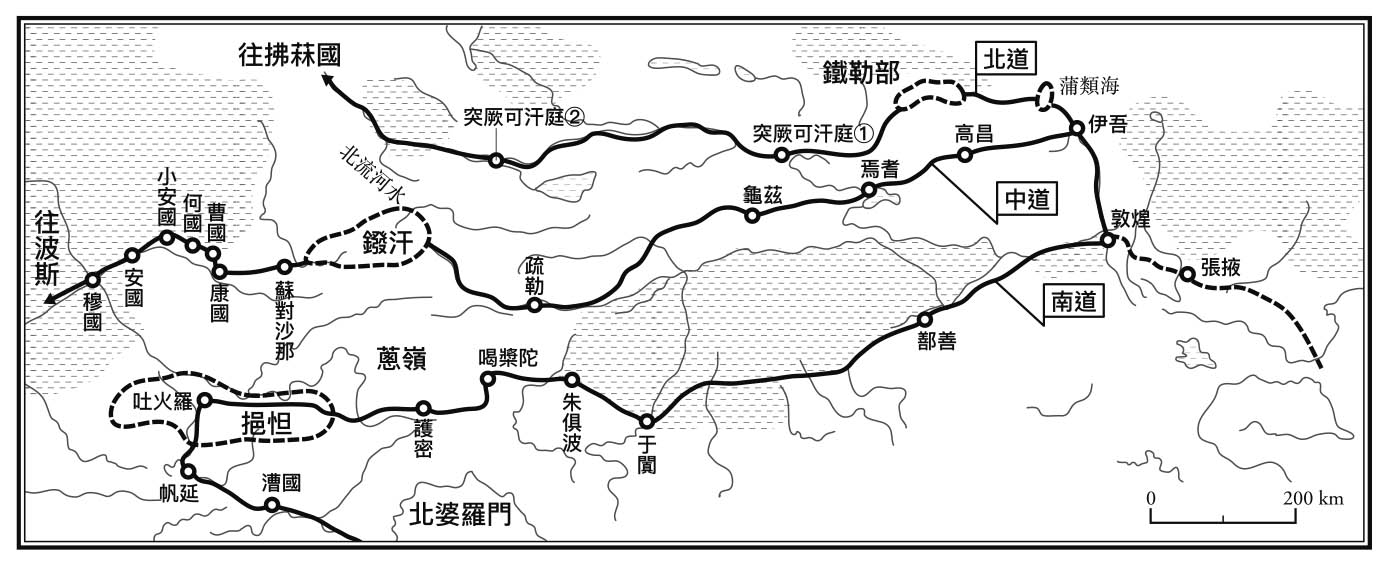 往拂菻國
北道
鐵勒部
蒲類海
突厥可汗庭②
突厥可汗庭①
高昌
伊吾
北流河水
焉耆
小安國
何國
曹國
龜茲
中道
往波斯
鏺汗
敦煌
安國
康國
蘇對沙那
疏勒
張掖
穆國
南道
鄯善
蔥嶺
喝槃陀
吐火羅
挹怛
護密
朱俱波
于闐
帆延
漕國
北婆羅門
0
200 km